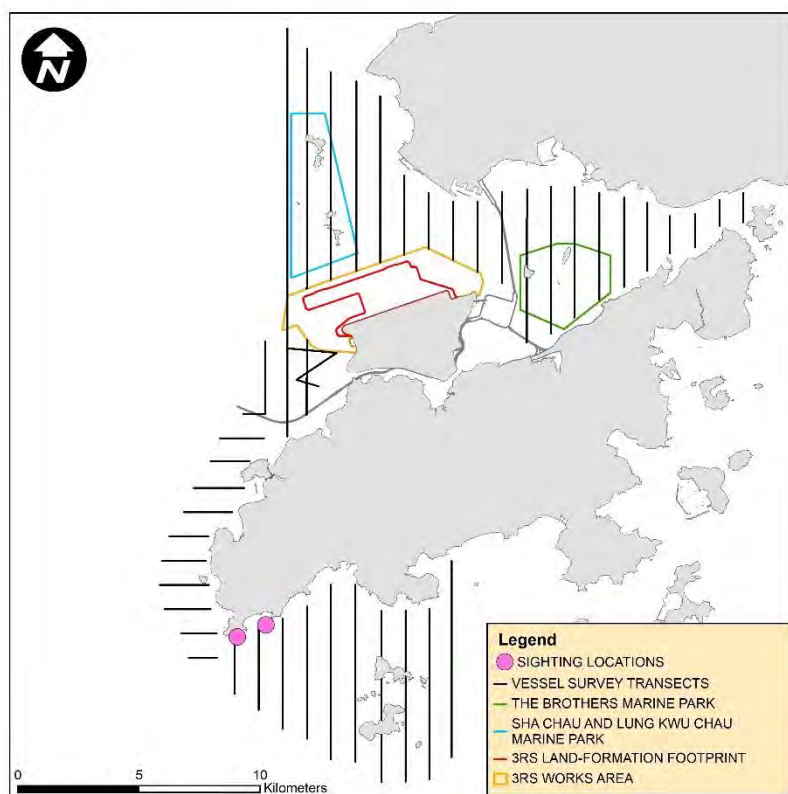 N
Legend
SIGHTING LOCATIONS
VESSEL SURVEY TRANSECTS
THE BROTHERS MARINE PARK
SHA CHAU AND LUNG KWU CHAU
MARINE PARK
3RS LAND-FORMATION FOOTPRINT
3RS WORKS AREA
0 5 10
Kilometers